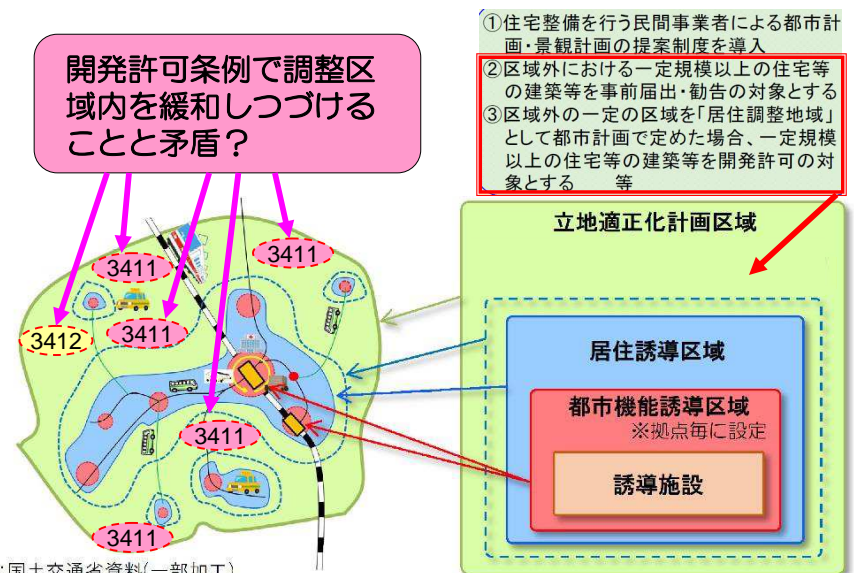 開発許可条例で調整区
域内を緩和しつづける
ことと矛盾？
①住宅整備を行う民間事業者による都市計
画・景観計画の提案制度を導入
②区域外における一定規模以上の住宅等
の建築等を事前届出・勧告の対象とする
③区域外の一定の区域を「居住調整地域」
として都市計画で定めた場合、一定規模
以上の住宅等の建築等を開発許可の対
象とする　　等
3411
3411
3412
3411
3411
3411
立地適正化計画区域
居住誘導区域
都市機能誘導区域
※拠点毎に設定
誘導施設
:国土交通省資料(一部加工)